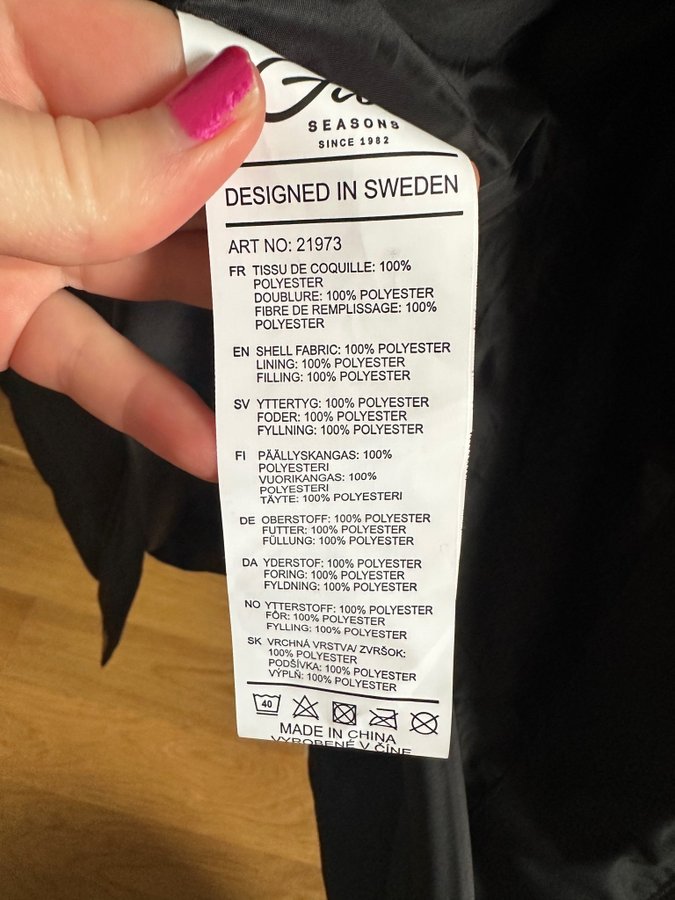 SEASONS
SINCE 1982
DESIGNED IN SWEDEN
ART NO: 21973
FR TISSU DE COQUILLE: 100%
POLYESTER
DOUBLURE: 100% POLYESTER
FIBRE DE REMPLISSAGE: 100%
POLYESTER
EN SHELL FABRIC: 100% POLYESTER
LINING: 100% POLYESTER
FILLING: 100% POLYESTER
SV YTTERTYG: 100% POLYESTER
FODER: 100% POLYESTER
FYLLNING: 100% POLYESTER
FI PÄÄLLYSKANGAS: 100%
POLYESTERI
VUORIKANGAS: 100%
POLYESTERI
TÄYTE: 100% POLYESTERI
DE OBERSTOFF: 100% POLYESTER
FUTTER: 100% POLYESTER
FÜLLUNG: 100% POLYESTER
DA YDERSTOF: 100% POLYESTER
FORING: 100% POLYESTER
FYLDNING: 100% POLYESTER
NO YTTERSTOFF: 100% POLYESTER
FÔR: 100% POLYESTER
FYLLING: 100% POLYESTER
SK VRCHNÁ VRSTVA/ ZVRŠOK:
100% POLYESTER
PODŠÍVKA: 100% POLYESTER
VÝPLŇ: 100% POLYESTER
40
MADE IN CHINA
VYROBENÉ V ČÍNE